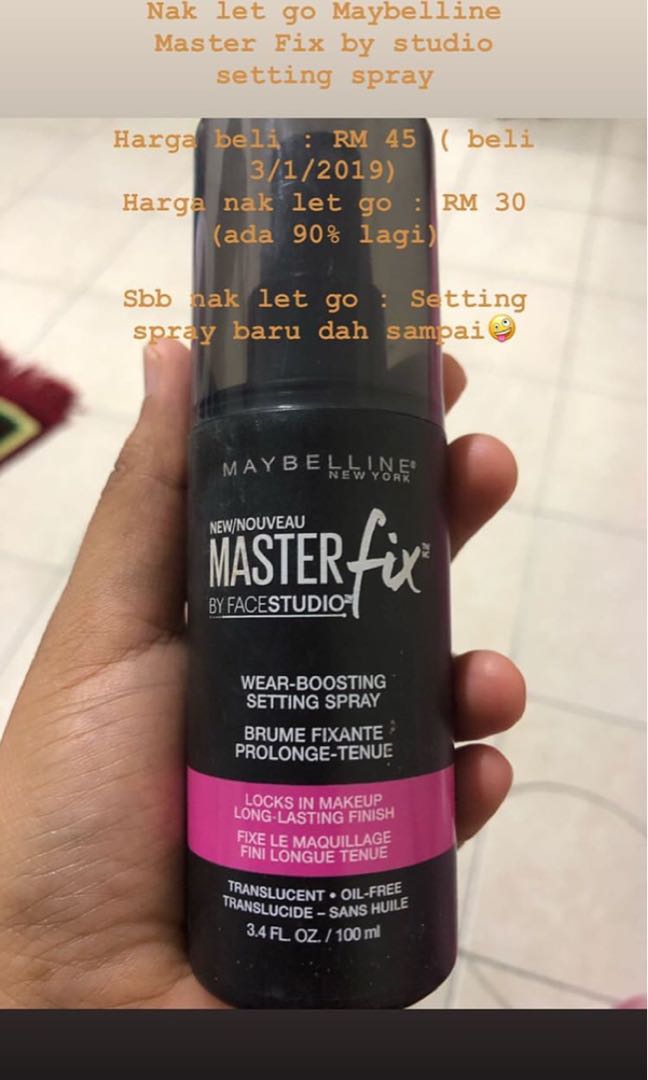 Nak let go Maybelline
Master Fix by studio
setting spray
Harga beli : RM 45 ( beli
3/1/2019)
Harga nak let go : RM 30
(ada 90% lagi)
Sbb nak let go : Setting
spray baru dah sampai🤪
MAYBELLINE®
NEW YORK
NEW/NOUVEAU
MASTER fix™
BY FACESTUDIO™
WEAR-BOOSTING
SETTING SPRAY
BRUME FIXANTE
PROLONGE-TENUE
LOCKS IN MAKEUP
LONG-LASTING FINISH
FIXE LE MAQUILLAGE
FINI LONGUE TENUE
TRANSLUCENT • OIL-FREE
TRANSLUCIDE – SANS HUILE
3.4 FL. OZ. / 100 ml